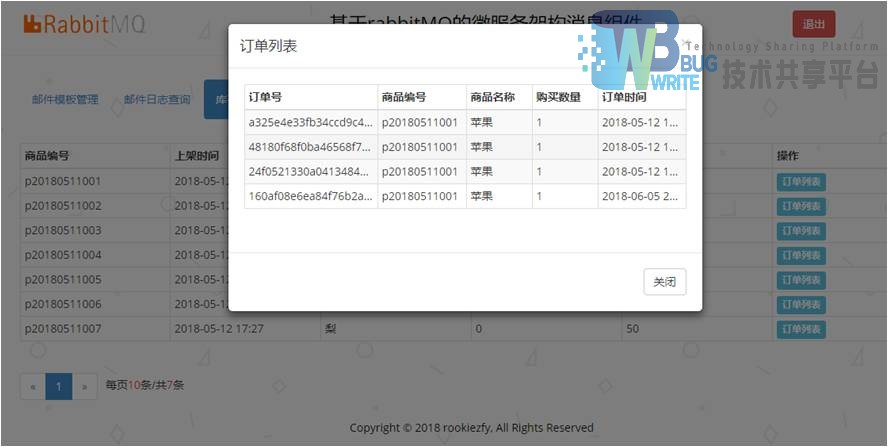 RabbitMQ
基于rabbitMQ的微服务架构消息组件
退出
BUG
WRITE
Technology Sharing Platform
技术共享平台
邮件模板管理 邮件日志查询 库
订单列表
订单号 商品编号 商品名称 购买数量 订单时间
a325e4e33fb34ccd9c4... p20180511001 苹果 1 2018-05-12 1...
48180f68f0ba46568f7... p20180511001 苹果 1 2018-05-12 1...
24f0521330a0413484... p20180511001 苹果 1 2018-05-12 1...
160af08e6ea84f76b2a... p20180511001 苹果 1 2018-06-05 2...
关闭
商品编号 上架时间 操作
p20180511001 2018-05-12 订单列表
p20180511002 2018-05-12 订单列表
p20180511003 2018-05-12 订单列表
p20180511004 2018-05-12 订单列表
p20180511005 2018-05-12 订单列表
p20180511006 2018-05-12 订单列表
p20180511007 2018-05-12 17:27 梨 0 50 订单列表
« 1 » 每页10条/共7条
Copyright © 2018 rookiezfy, All Rights Reserved